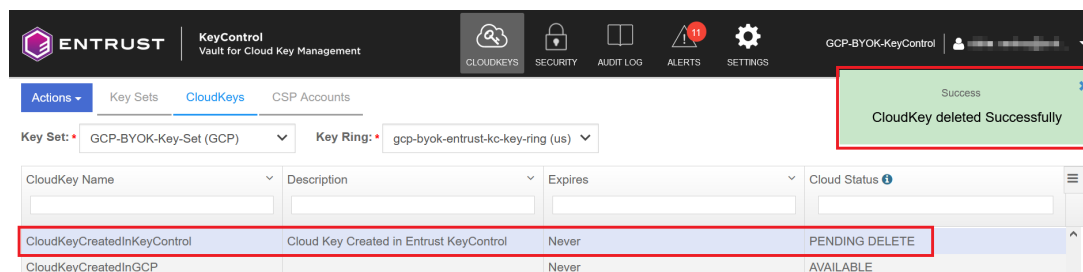 ENTRUST
KeyControl
Vault for Cloud Key Management
CLOUDKEYS
SECURITY
AUDIT LOG
11
ALERTS
SETTINGS
GCP-BYOK-KeyControl
Actions
Key Sets
CloudKeys
CSP Accounts
Success
CloudKey deleted Successfully
Key Set: * GCP-BYOK-Key-Set (GCP)
Key Ring: * gcp-byok-entrust-kc-key-ring (us)
CloudKey Name Description Expires Cloud Status
CloudKeyCreatedInKeyControl Cloud Key Created in Entrust KeyControl Never PENDING DELETE
CloudKeyCreatedInGCP Never AVAILABLE